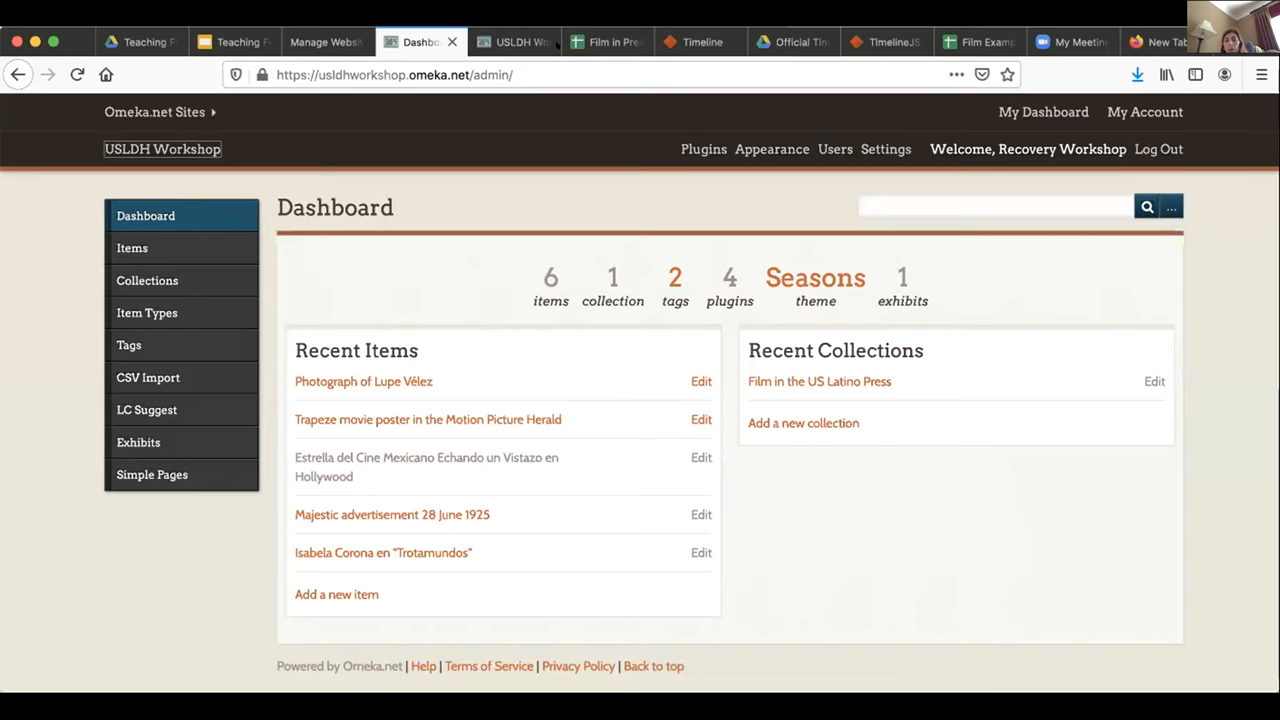 Teaching F
Teaching F
Manage Websi
Dashbo
USLDH Wo
Film in Pre
Timeline
Official Tim
TimelineJS
Film Examp
My Meetin
New Tab
https://usldhworkshop.omeka.net/admin/
Omeka.net Sites
My Dashboard My Account
USLDH Workshop
Plugins Appearance Users Settings Welcome, Recovery Workshop Log Out
Dashboard
Items
Collections
Item Types
Tags
CSV Import
LC Suggest
Exhibits
Simple Pages
Dashboard
...
6 items
1 collection
2 tags
4 plugins
Seasons theme
1 exhibits
Recent Items
Photograph of Lupe Vélez Edit
Trapeze movie poster in the Motion Picture Herald Edit
Estrella del Cine Mexicano Echando un Vistazo en Edit
Hollywood
Majestic advertisement 28 June 1925 Edit
Isabela Corona en "Trotamundos" Edit
Add a new item
Recent Collections
Film in the US Latino Press Edit
Add a new collection
Powered by Omeka.net | Help | Terms of Service | Privacy Policy | Back to top